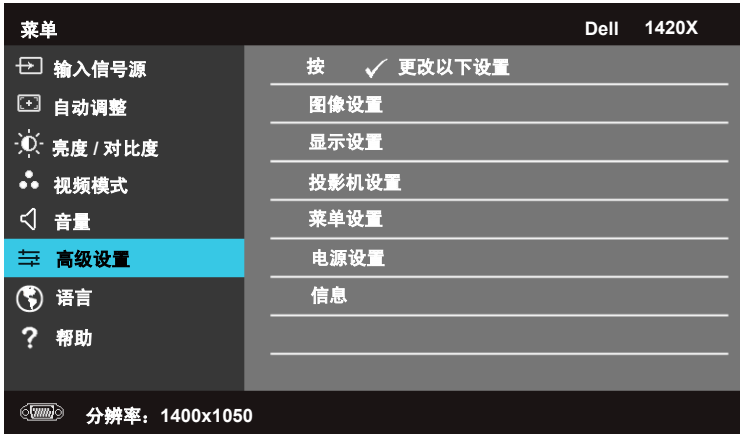 菜单 Dell 1420X
输入信号源
自动调整
亮度 / 对比度
视频模式
音量
高级设置
语言
? 帮助
按 ✓ 更改以下设置
图像设置
显示设置
投影机设置
菜单设置
电源设置
信息
分辨率：1400x1050